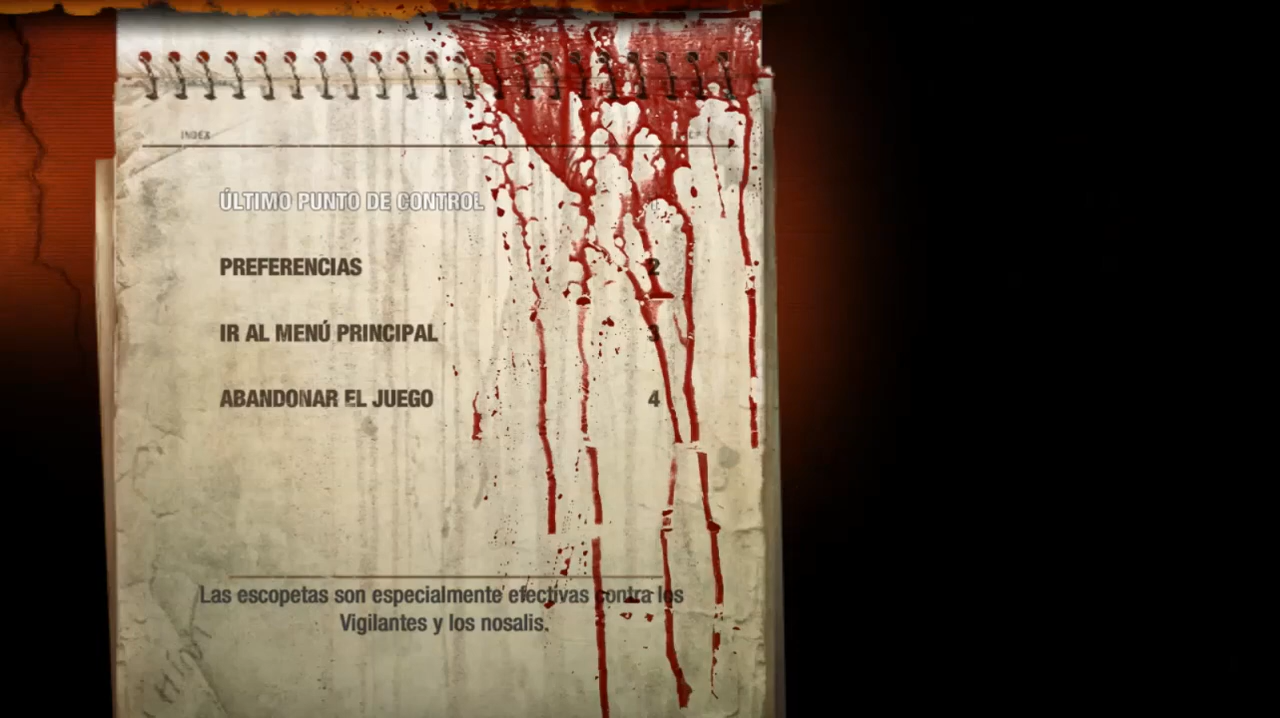 INDEX
ÚLTIMO PUNTO DE CONTROL
PREFERENCIAS 2
IR AL MENÚ PRINCIPAL 3
ABANDONAR EL JUEGO 4
Las escopetas son especialmente efectivas contra los
Vigilantes y los nosalis.